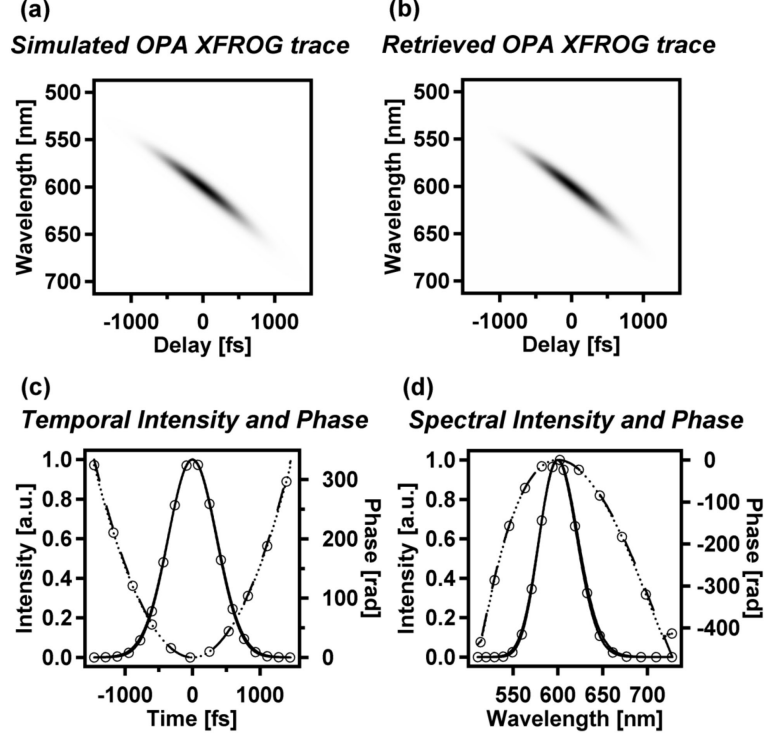 (a)
Simulated OPA XFROG trace
500
550
600
650
700
Wavelength [nm]
-1000 0 1000
Delay [fs]
(b)
Retrieved OPA XFROG trace
500
550
600
650
700
Wavelength [nm]
-1000 0 1000
Delay [fs]
(c)
Temporal Intensity and Phase
1.0
0.8
0.6
0.4
0.2
0.0
Intensity [a.u.]
300
200
100
0
Phase [rad]
-1000 0 1000
Time [fs]
(d)
Spectral Intensity and Phase
1.0
0.8
0.6
0.4
0.2
0.0
Intensity [a.u.]
0
-100
-200
-300
-400
Phase [rad]
550 600 650 700
Wavelength [nm]